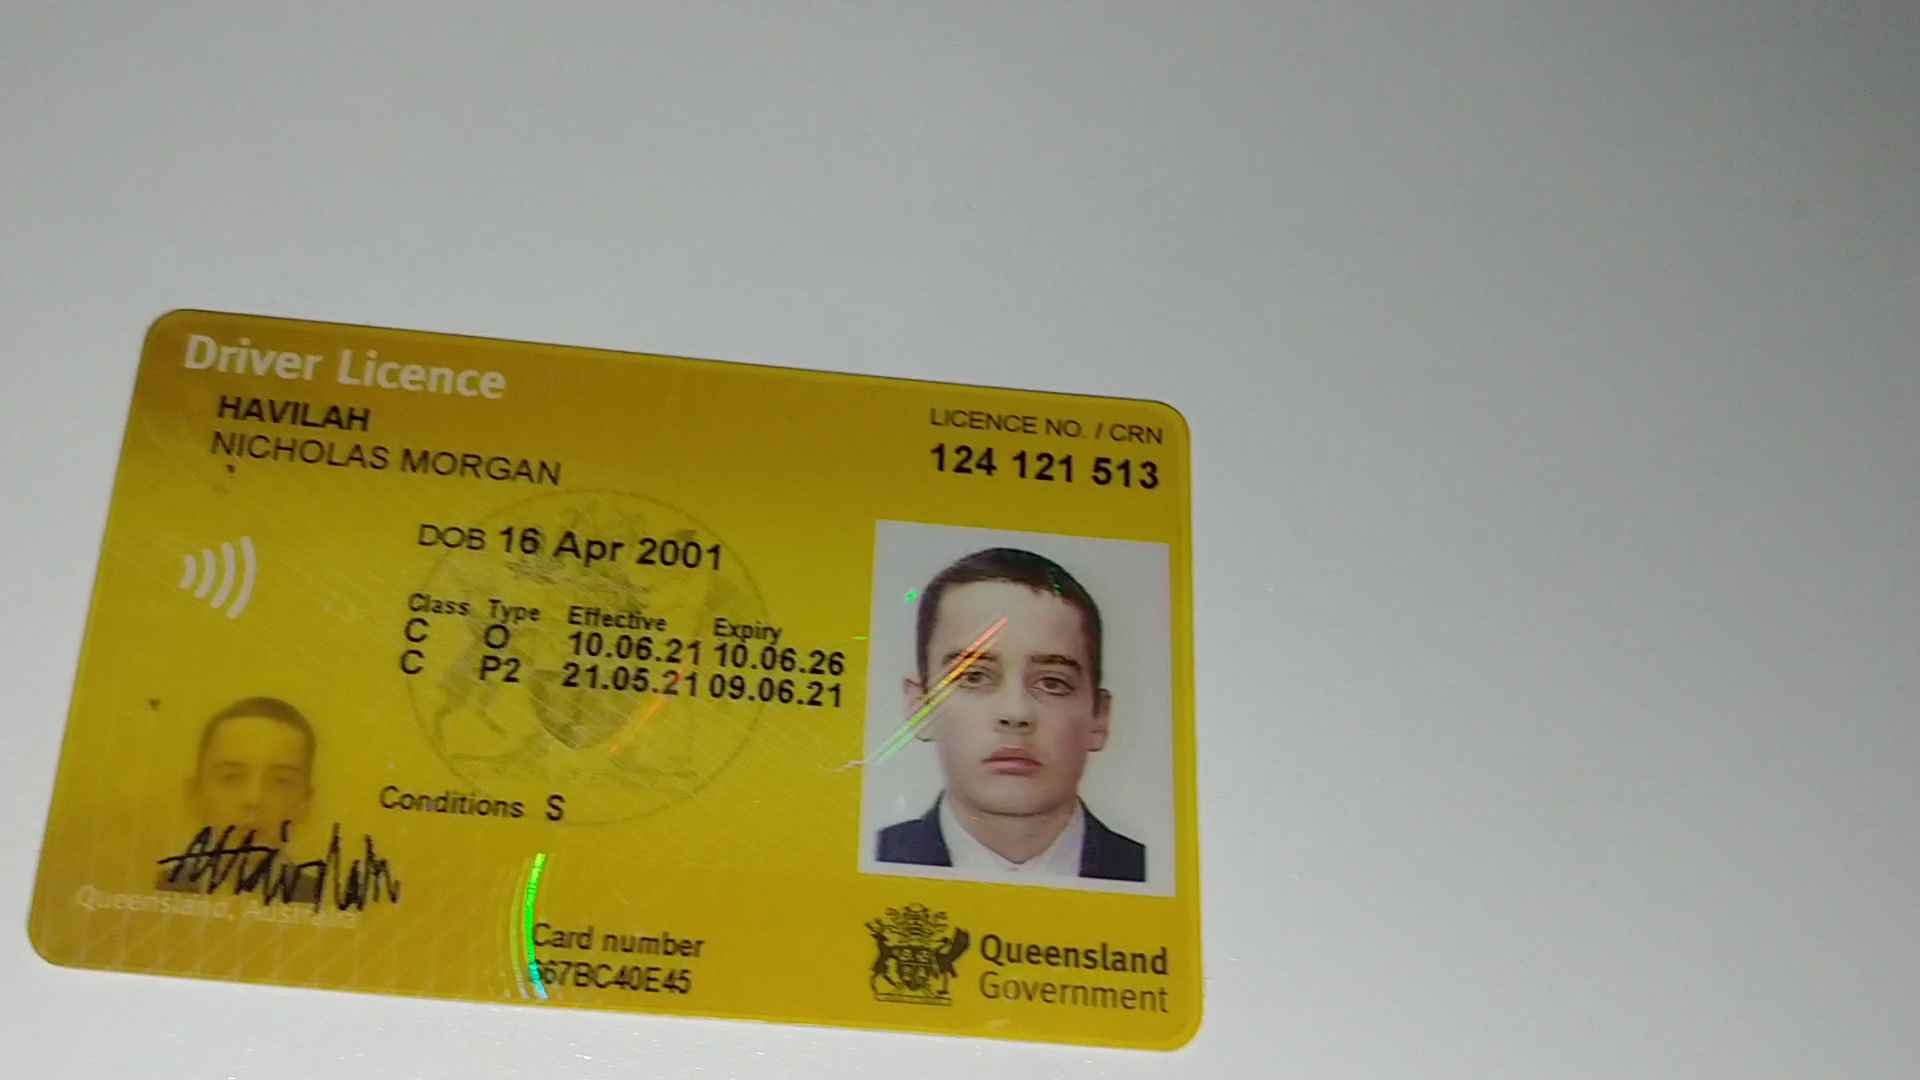 Driver Licence
HAVILAH
NICHOLAS MORGAN
LICENCE NO. / CRN
124 121 513
DOB 16 Apr 2001
Class Type Effective Expiry
C O 10.06.21 10.06.26
C P2 21.05.21 09.06.21
Conditions S
Queensland, Australia
Card number
67BC40E45
Queensland
Government